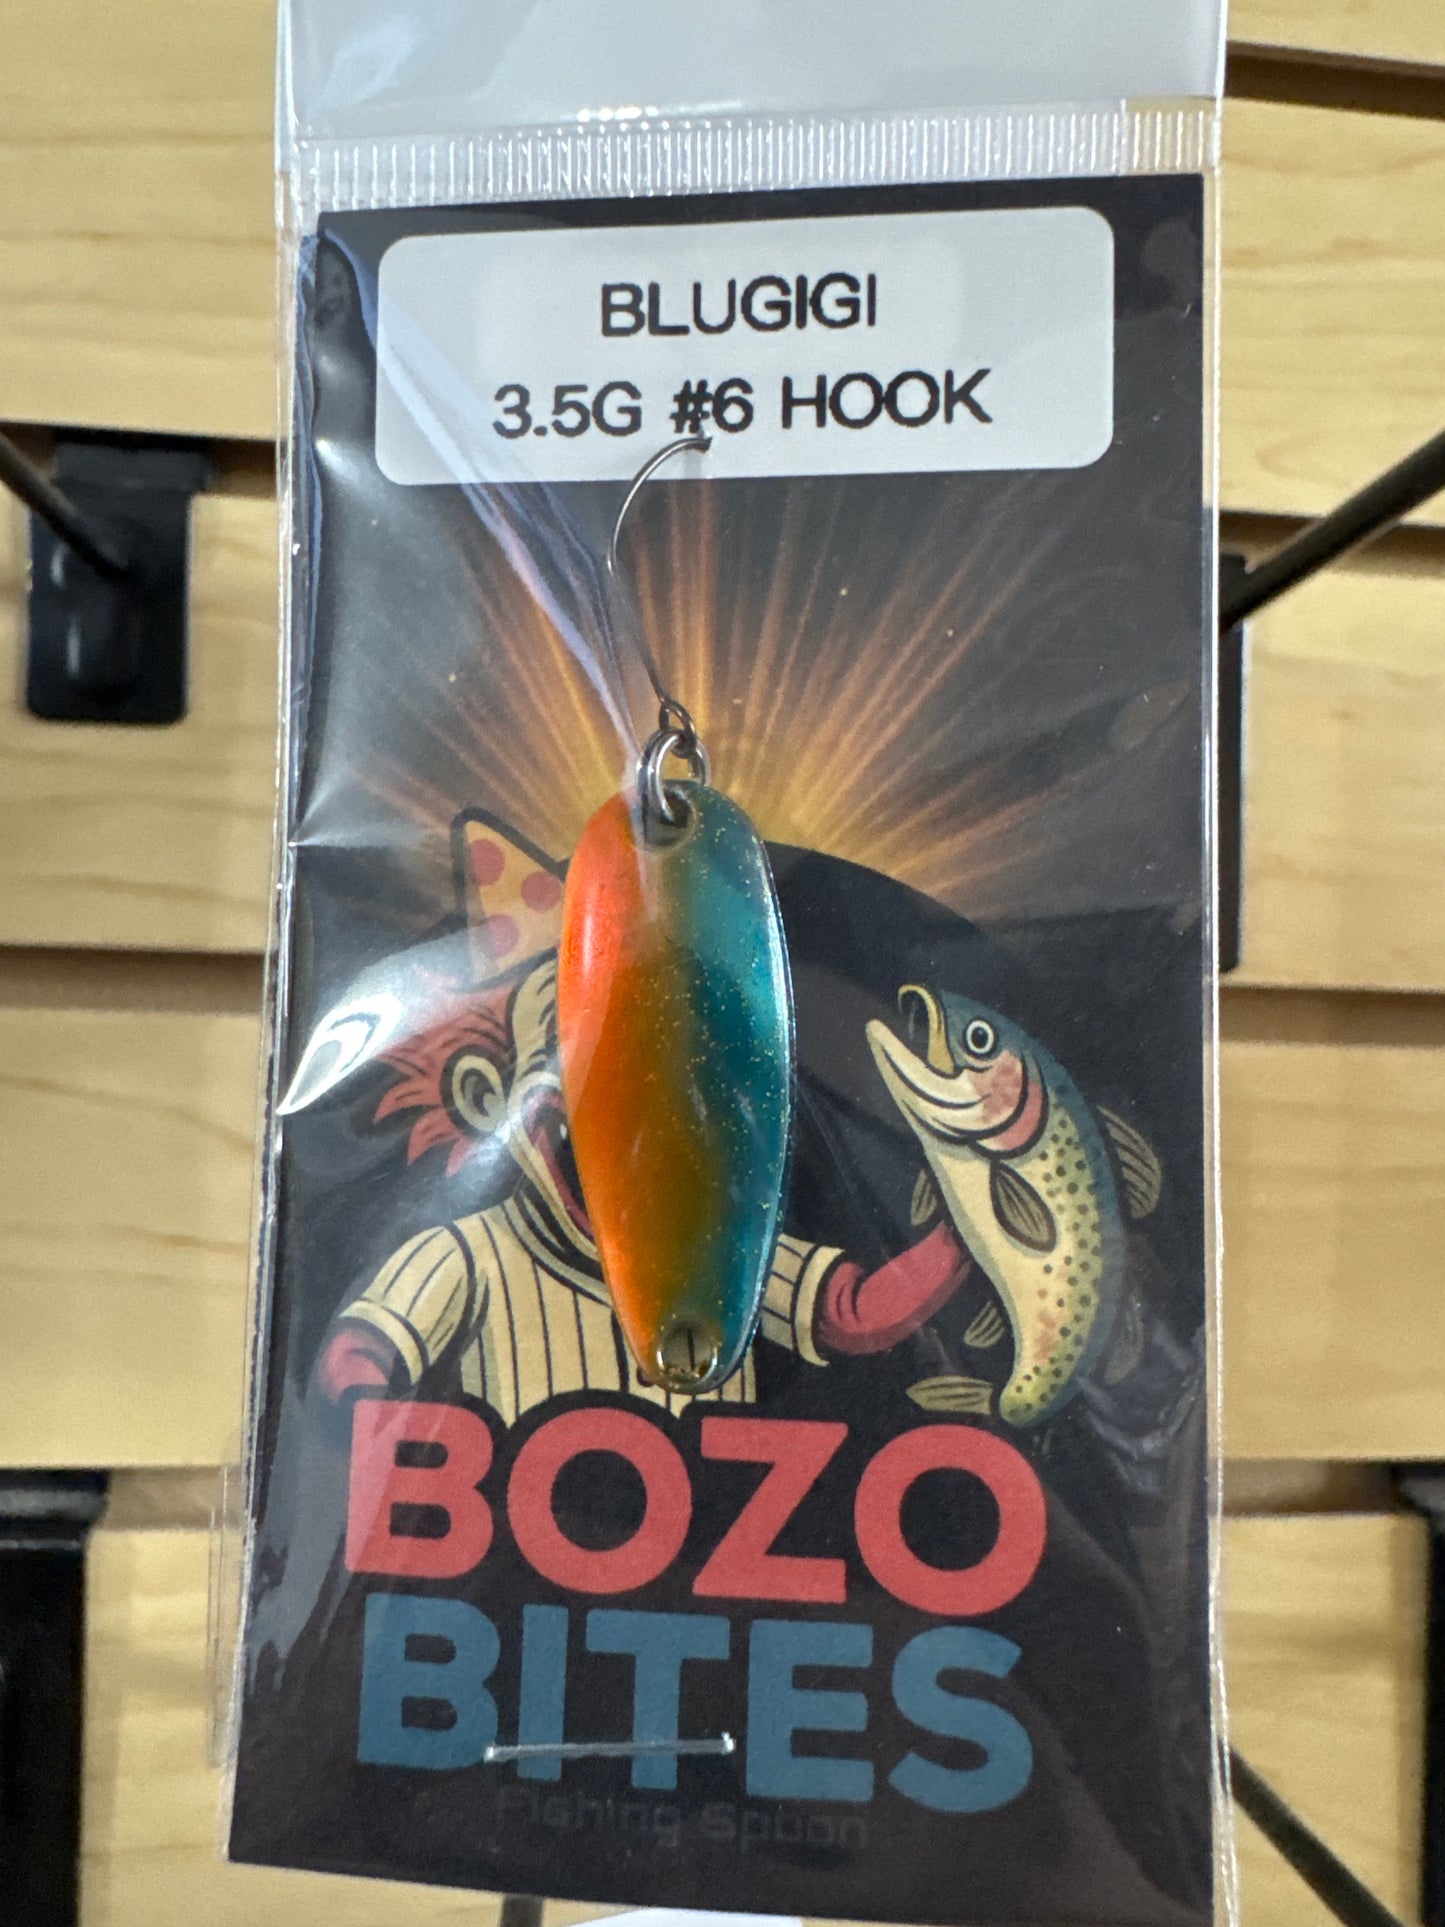 BLUGIGI
3.5G #6 HOOK
BOZO
BITES
Fishing Spoon